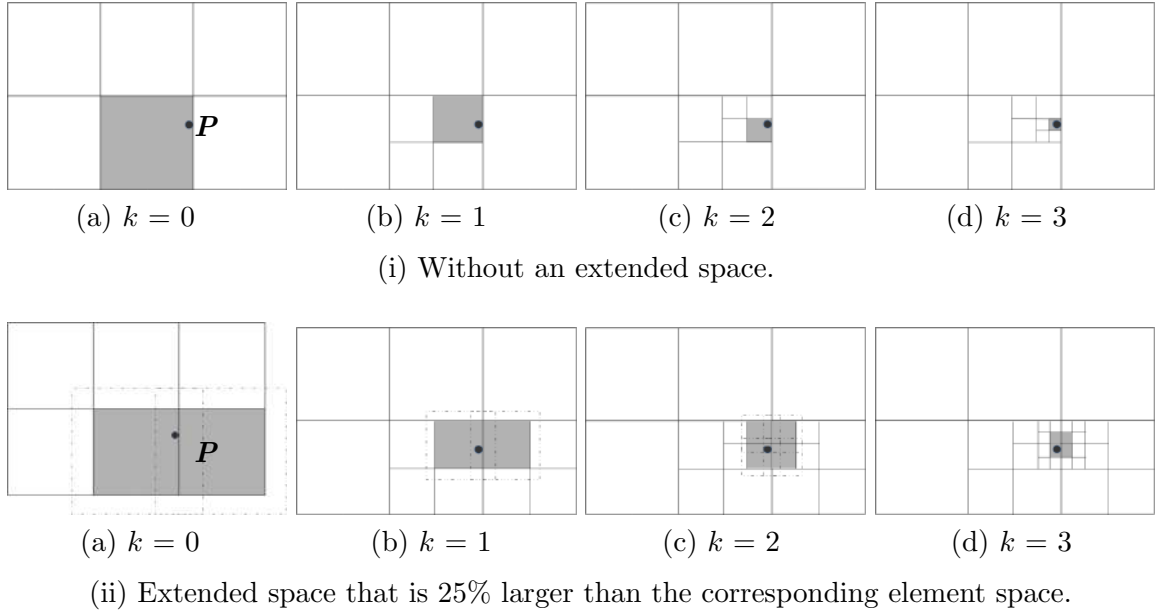 P
(a) k = 0 (b) k = 1 (c) k = 2 (d) k = 3
(i) Without an extended space.
P
(a) k = 0 (b) k = 1 (c) k = 2 (d) k = 3
(ii) Extended space that is 25% larger than the corresponding element space.